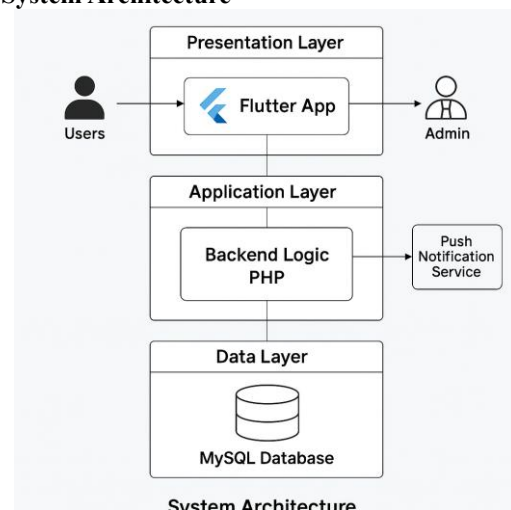 System Architecture
Presentation Layer
Users
Flutter App
Admin
Application Layer
Backend Logic
PHP
Push
Notification
Service
Data Layer
MySQL Database
System Architecture